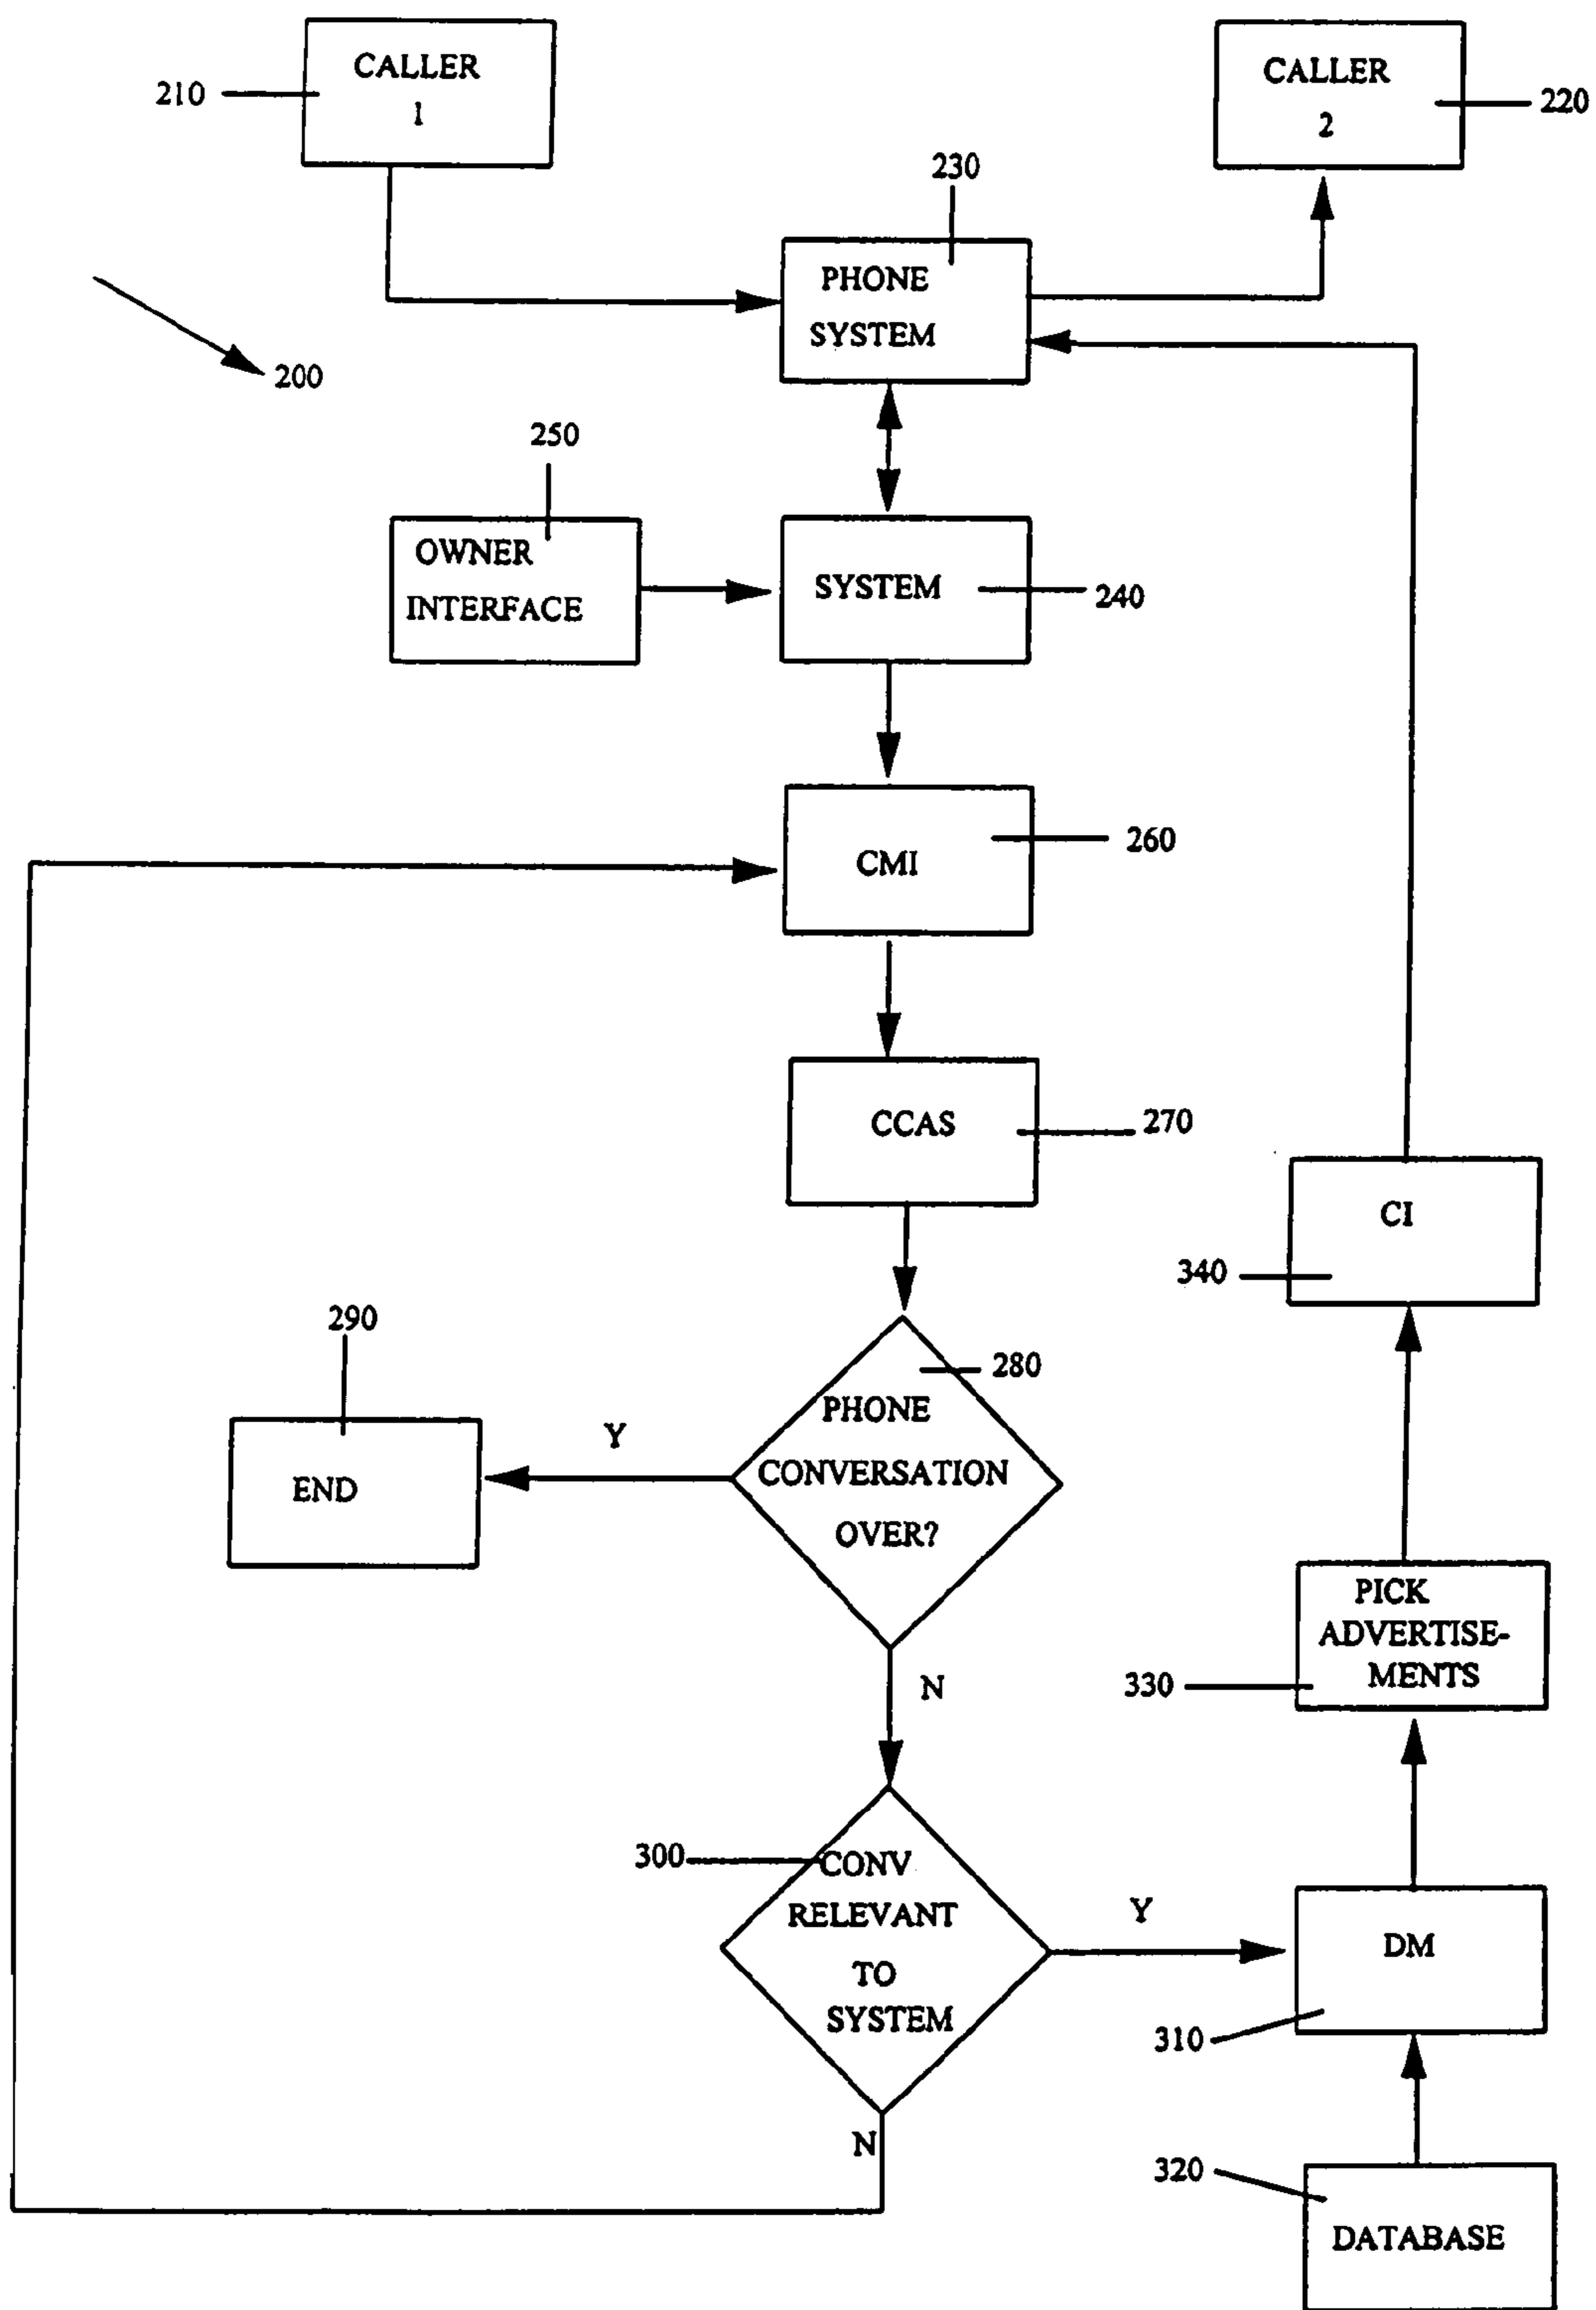 CALLER
1
210
CALLER
2
220
230
PHONE
SYSTEM
200
250
OWNER
INTERFACE
SYSTEM
240
CMI
260
CCAS
270
CI
340
290
END
Y
280
PHONE
CONVERSATION
OVER?
N
PICK
ADVERTISE-
MENTS
330
300
CONV
RELEVANT
TO
SYSTEM
Y
DM
310
N
320
DATABASE